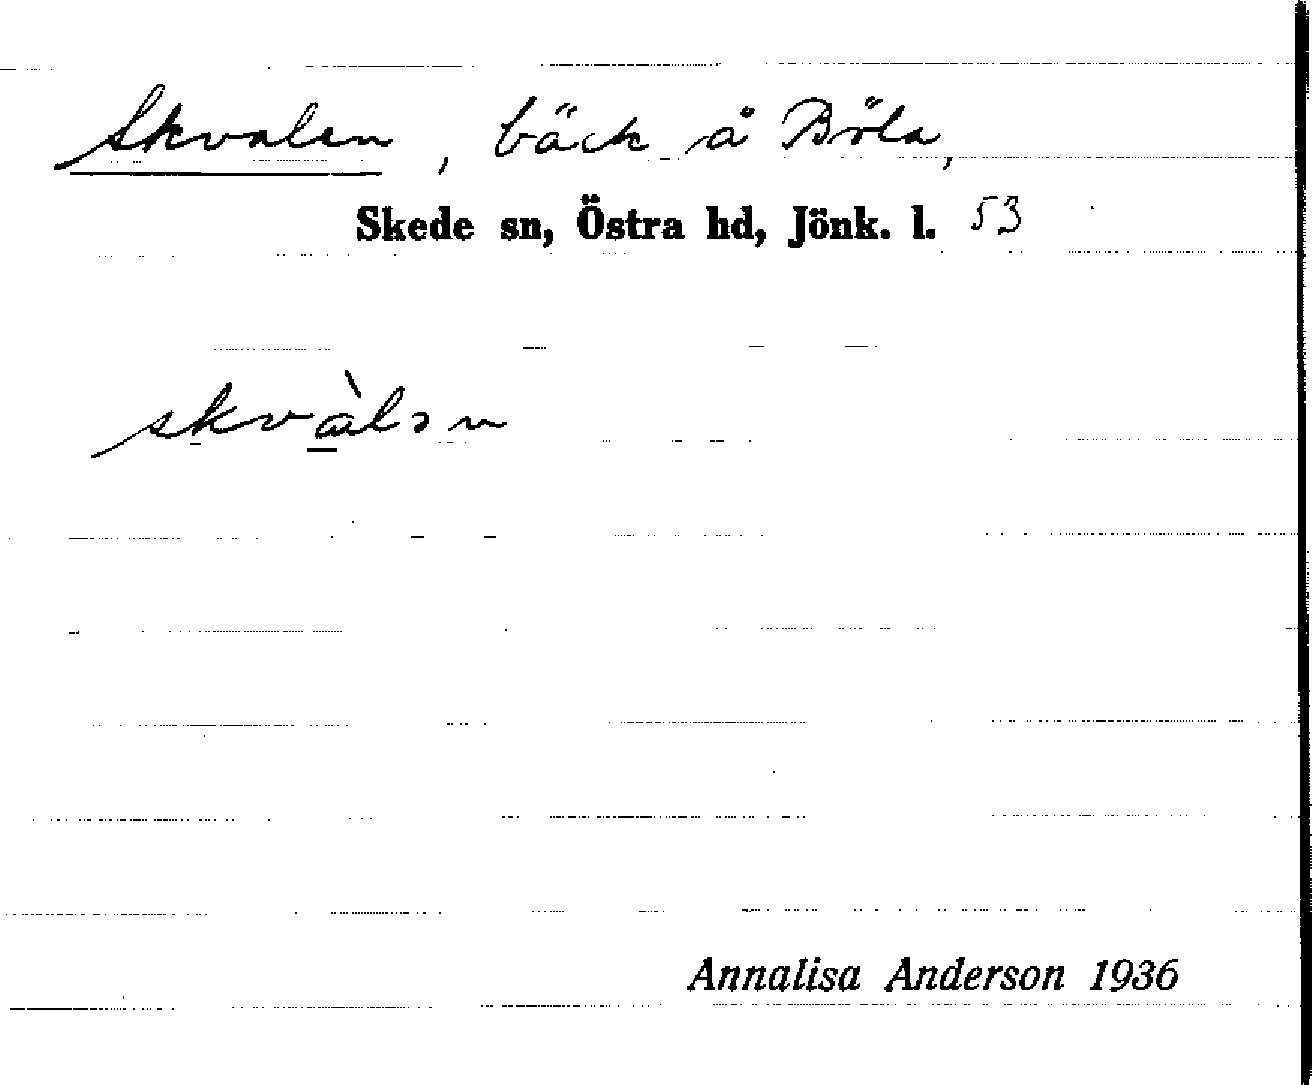 Skvalen, bäck å Böla,
Skede sn, Östra hd, Jönk. l. 53
skvàlən
Annalisa Anderson 1936